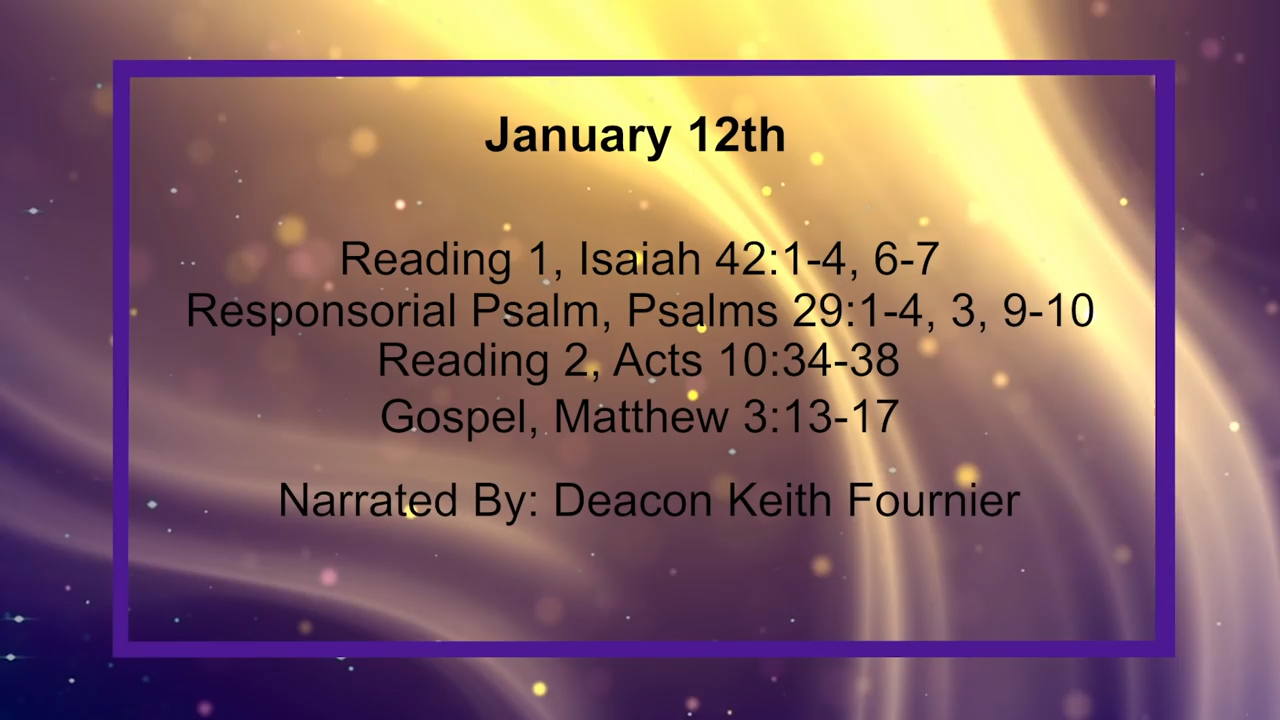 January 12th
Reading 1, Isaiah 42:1-4, 6-7
Responsorial Psalm, Psalms 29:1-4, 3, 9-10
Reading 2, Acts 10:34-38
Gospel, Matthew 3:13-17
Narrated By: Deacon Keith Fournier